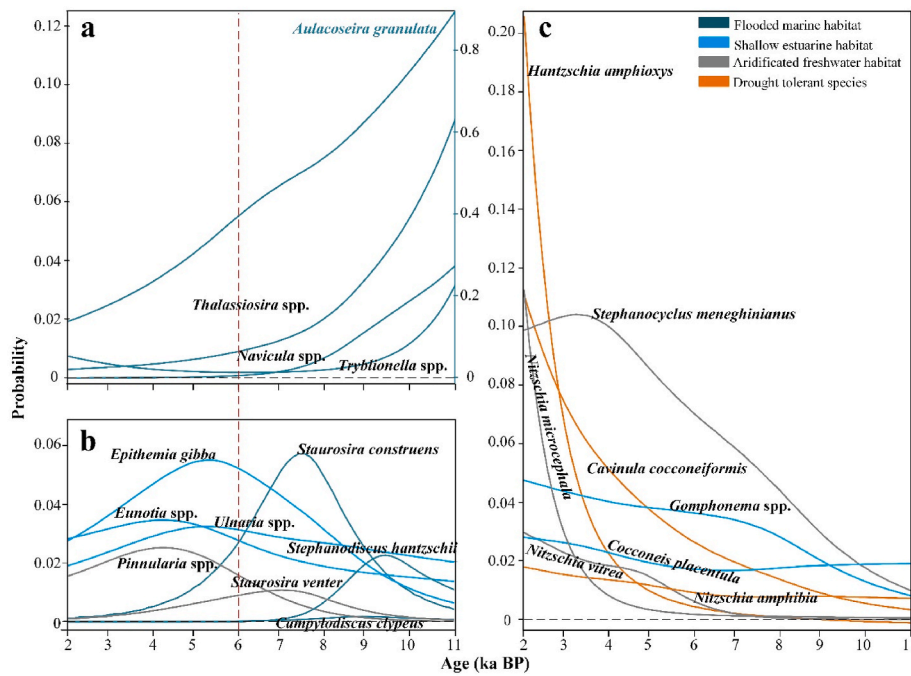 a
Aulacoseira granulata
0.12
0.10
0.08
0.06
0.04
0.02
0
0.8
0.6
0.4
0.2
0
Thalassiosira spp.
Navicula spp.
Tryblionella spp.
Probability
b
0.06
0.04
0.02
0
Epithemia gibba
Staurosira construens
Eunotia spp.
Ulnaria spp.
Stephanodiscus hantzschii
Pinnularia spp.
Staurosira venter
Campylodiscus clypeus
2 3 4 5 6 7 8 9 10 11
c
Flooded marine habitat
Shallow estuarine habitat
Aridificated freshwater habitat
Drought tolerant species
0.20
0.18
0.16
0.14
0.12
0.10
0.08
0.06
0.04
0.02
0
Hantzschia amphioxys
Stephanocyclus meneghinianus
Nitzschia microcephala
Cavinula cocconeiformis
Gomphonema spp.
Cocconeis placentula
Nitzschia vitrea
Nitzschia amphibia
2 3 4 5 6 7 8 9 10 11
Age (ka BP)